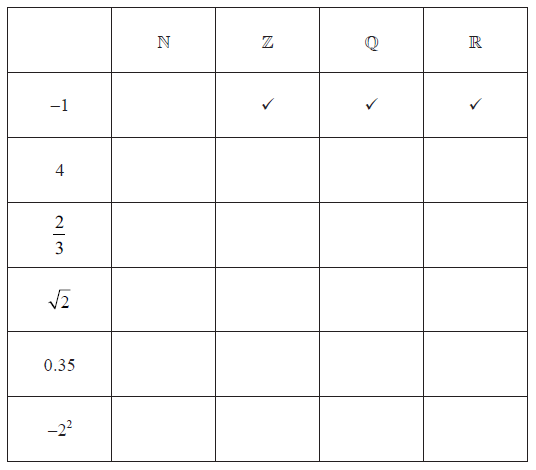 ℕ ℤ ℚ ℝ
−1 ✓ ✓ ✓
4
2/3
√2
0.35
−2²